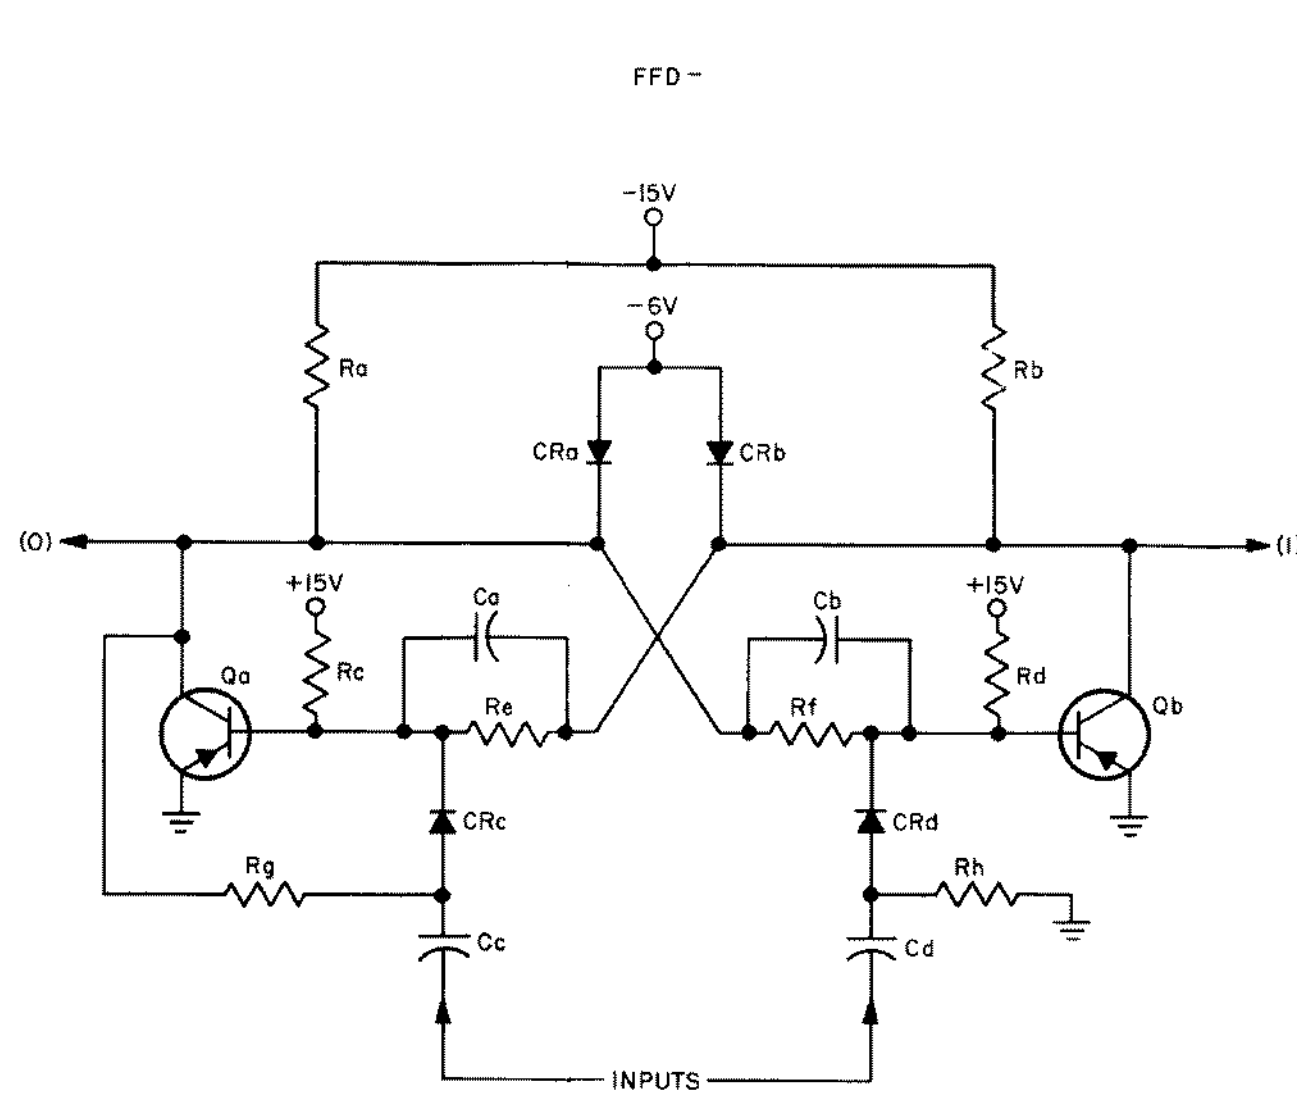 FFD-
-15V
-6V
Ra
Rb
CRa
CRb
(0)
(1)
+15V
+15V
Ca
Cb
Qa
Rc
Re
Rf
Rd
Qb
CRc
CRd
Rg
Rh
Cc
Cd
INPUTS